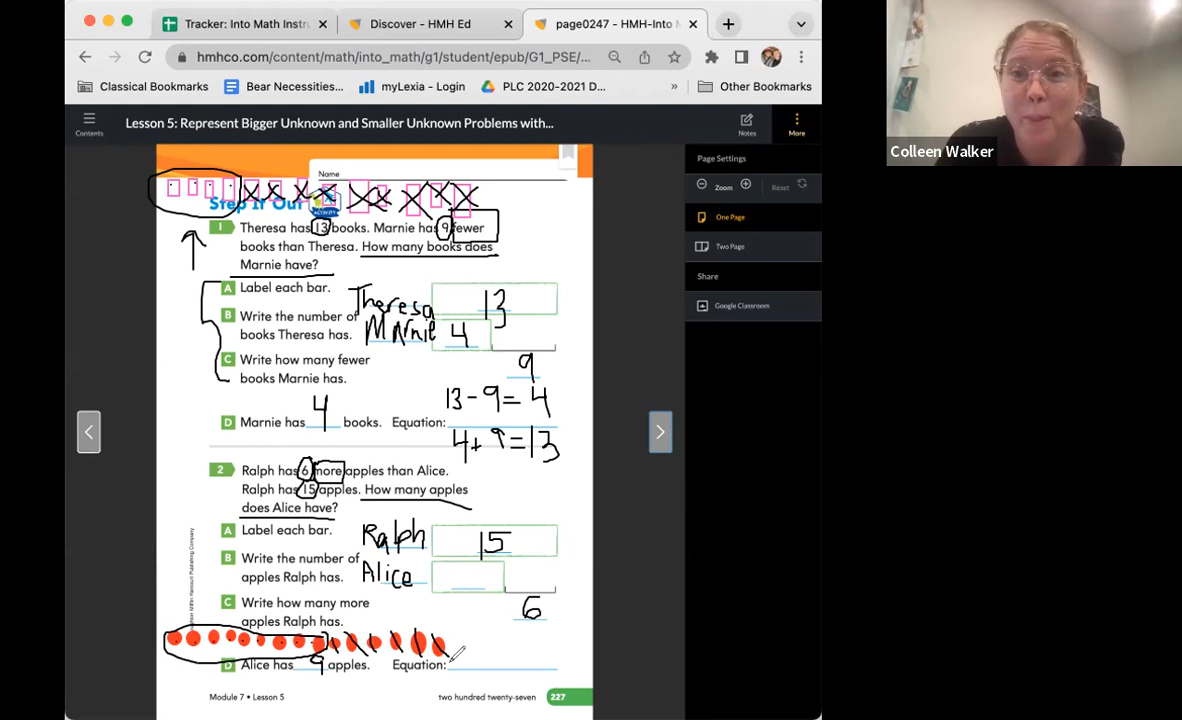 Tracker: Into Math Instr
Discover - HMH Ed
page0247 - HMH-Into M
hmhco.com/content/math/into_math/g1/student/epub/G1_PSE/...
Classical Bookmarks
Bear Necessities...
myLexia - Login
PLC 2020-2021 D...
»
Other Bookmarks
Contents
Lesson 5: Represent Bigger Unknown and Smaller Unknown Problems with...
Notes
More
Name
Step It Out
ACTIVITY
1 Theresa has 13 books. Marnie has 9 fewer
books than Theresa. How many books does
Marnie have?
A Label each bar.
Theresa 13
B Write the number of
books Theresa has.
Marnie 4
C Write how many fewer
books Marnie has.
9
13 - 9 = 4
D Marnie has 4 books. Equation:
4 + 9 = 13
2 Ralph has 6 more apples than Alice.
Ralph has 15 apples. How many apples
does Alice have?
A Label each bar.
Ralph 15
B Write the number of
apples Ralph has.
Alice
C Write how many more
apples Ralph has.
6
D Alice has 9 apples. Equation:
Module 7 • Lesson 5
two hundred twenty-seven 227
Page Settings
Zoom
Reset
One Page
Two Page
Share
Google Classroom
Colleen Walker